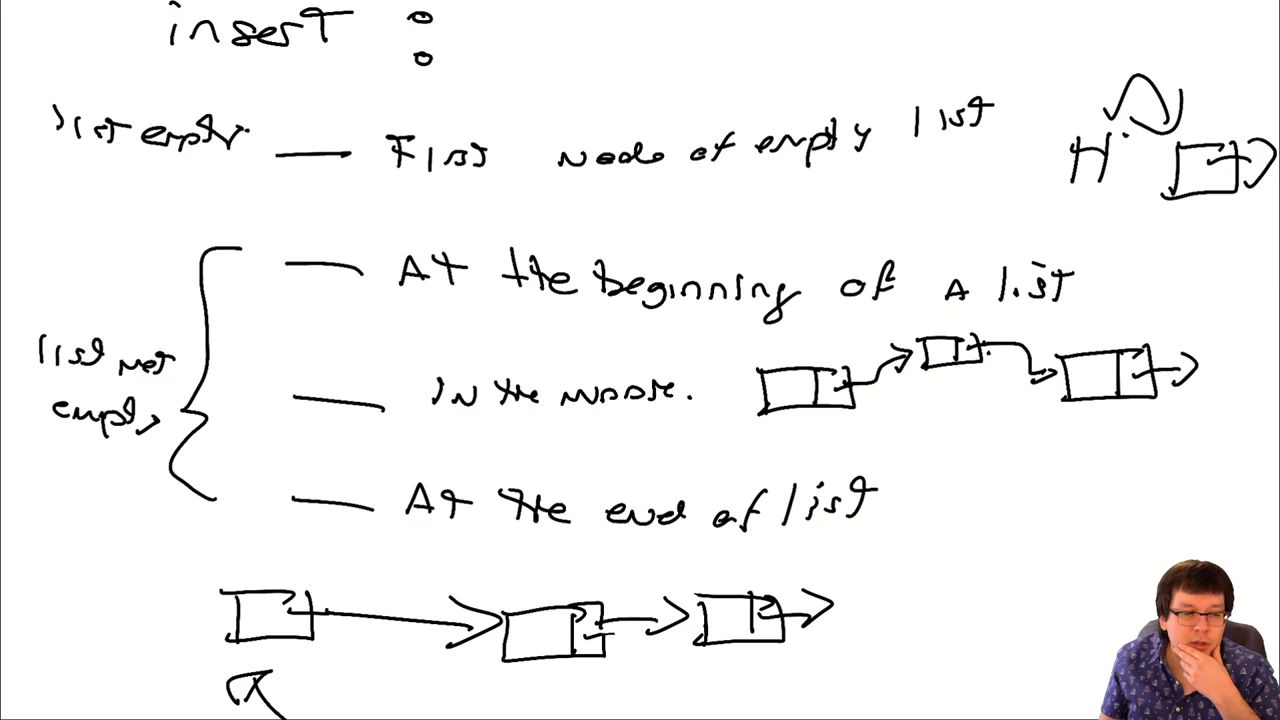 insert :
list empty — First Node of empty list
H
— At the beginning of A list
list not
empty
— IN the middle.
— At the end of list